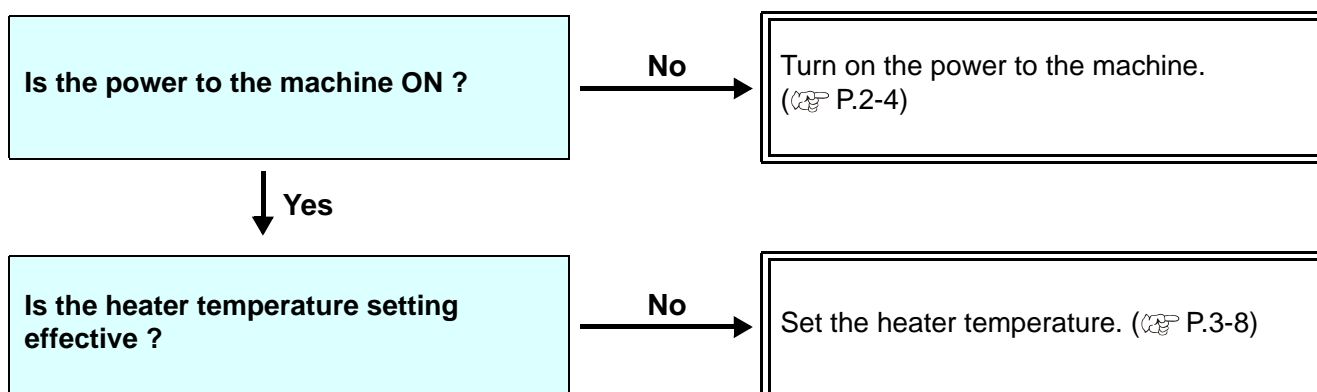 Is the power to the machine ON ?
No
Turn on the power to the machine.
(☞ P.2-4)
Yes
Is the heater temperature setting
effective ?
No
Set the heater temperature. (☞ P.3-8)